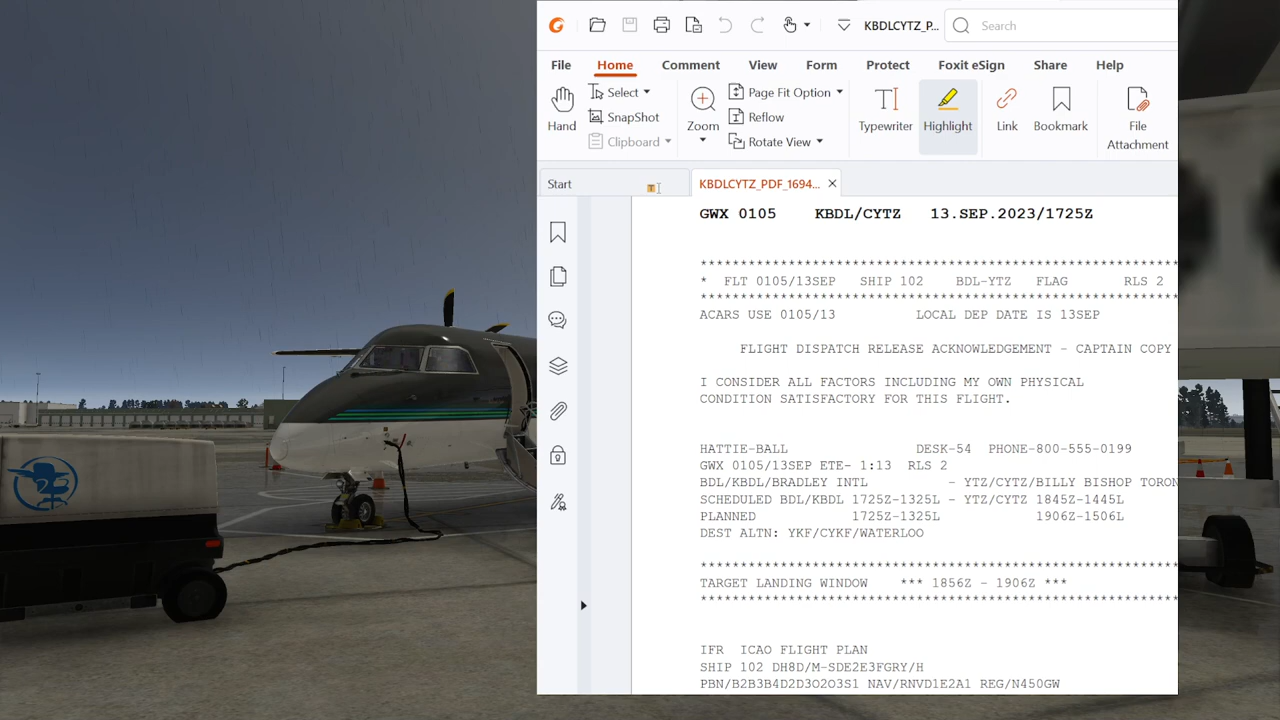 KBDLCYTZ_P...
Search
File Home Comment View Form Protect Foxit eSign Share Help
Hand
Select
SnapShot
Clipboard
Zoom
Page Fit Option
Reflow
Rotate View
Typewriter
Highlight
Link
Bookmark
File
Attachment
Start
KBDLCYTZ_PDF_1694...
GWX 0105 KBDL/CYTZ 13.SEP.2023/1725Z
************************************************************
* FLT 0105/13SEP SHIP 102 BDL-YTZ FLAG RLS 2
************************************************************
ACARS USE 0105/13 LOCAL DEP DATE IS 13SEP
FLIGHT DISPATCH RELEASE ACKNOWLEDGEMENT - CAPTAIN COPY
I CONSIDER ALL FACTORS INCLUDING MY OWN PHYSICAL
CONDITION SATISFACTORY FOR THIS FLIGHT.
HATTIE-BALL DESK-54 PHONE-800-555-0199
GWX 0105/13SEP ETE- 1:13 RLS 2
BDL/KBDL/BRADLEY INTL - YTZ/CYTZ/BILLY BISHOP TORON
SCHEDULED BDL/KBDL 1725Z-1325L - YTZ/CYTZ 1845Z-1445L
PLANNED 1725Z-1325L 1906Z-1506L
DEST ALTN: YKF/CYKF/WATERLOO
************************************************************
TARGET LANDING WINDOW *** 1856Z - 1906Z ***
************************************************************
IFR ICAO FLIGHT PLAN
SHIP 102 DH8D/M-SDE2E3FGRY/H
PBN/B2B3B4D2D3O2O3S1 NAV/RNVD1E2A1 REG/N450GW